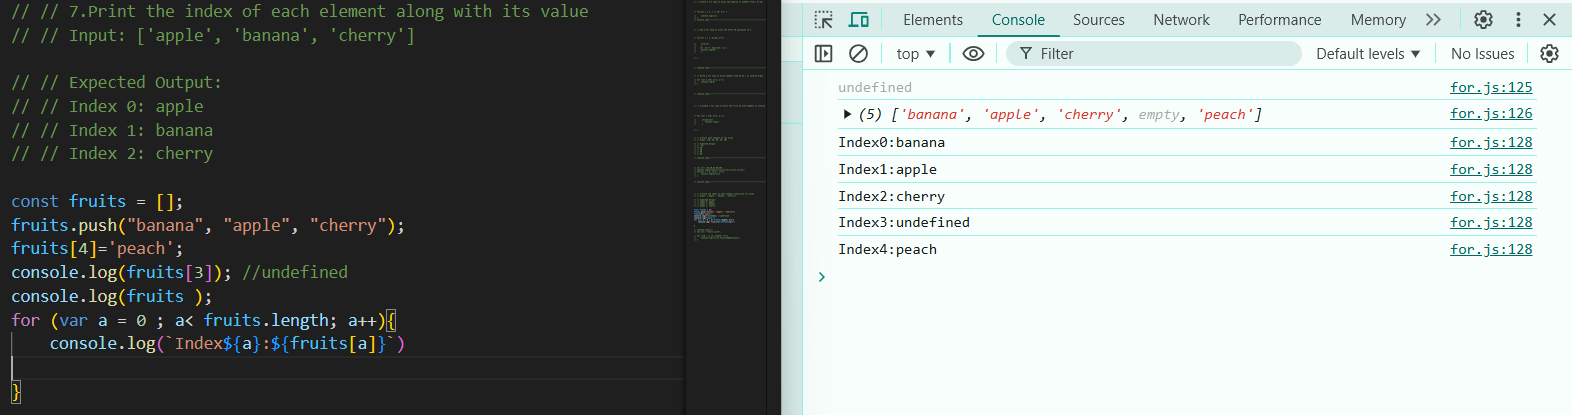 // // 7.Print the index of each element along with its value
// // Input: ['apple', 'banana', 'cherry']
// // Expected Output:
// // Index 0: apple
// // Index 1: banana
// // Index 2: cherry
const fruits = [];
fruits.push("banana", "apple", "cherry");
fruits[4]='peach';
console.log(fruits[3]); //undefined
console.log(fruits );
for (var a = 0 ; a< fruits.length; a++){
console.log(`Index${a}:${fruits[a]}`)
}
Elements Console Sources Network Performance Memory
top Filter Default levels No Issues
undefined for.js:125
(5) ['banana', 'apple', 'cherry', empty, 'peach'] for.js:126
Index0:banana for.js:128
Index1:apple for.js:128
Index2:cherry for.js:128
Index3:undefined for.js:128
Index4:peach for.js:128